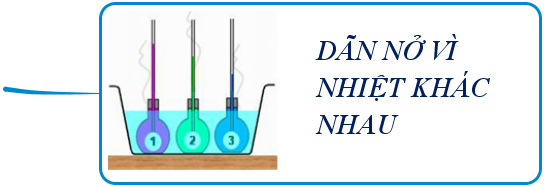 DÃN NỞ VÌ
NHIỆT KHÁC
NHAU
1 2 3